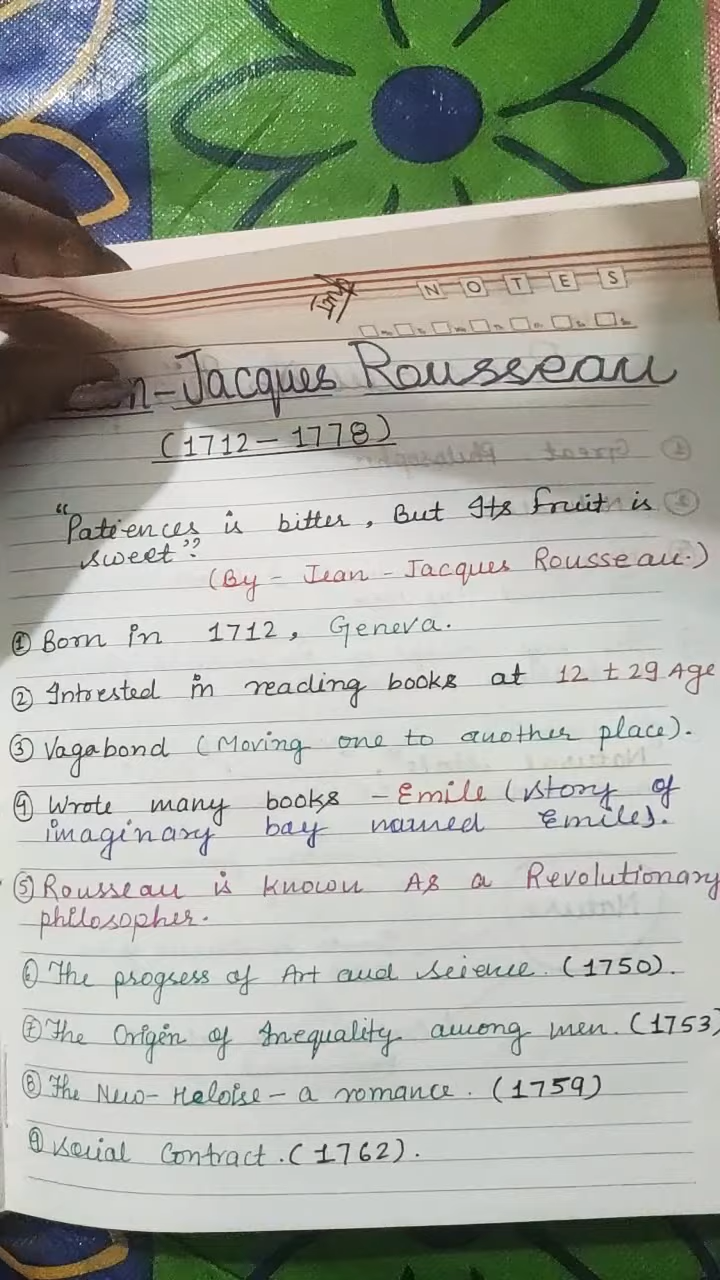 NOTES
n-Jacques Rousseau
(1712-1778)
"Patiences is bitter, But Its fruit is
sweet"?
(By - Jean - Jacques Rousseau.)
① Born in 1712, Geneva.
② Intrested in reading books at 12 to 29 Age
③ Vagabond (Moving one to another place).
④ Wrote many books - Emile (story of
imaginary bay named Emile).
⑤ Rousseau is known As a Revolutionary
philosopher.
⑥ The progress of Art and science. (1750).
⑦ The Origin of Inequality among men. (1753)
⑧ The New- Heloise - a romance. (1759)
⑨ Social Contract. (1762).